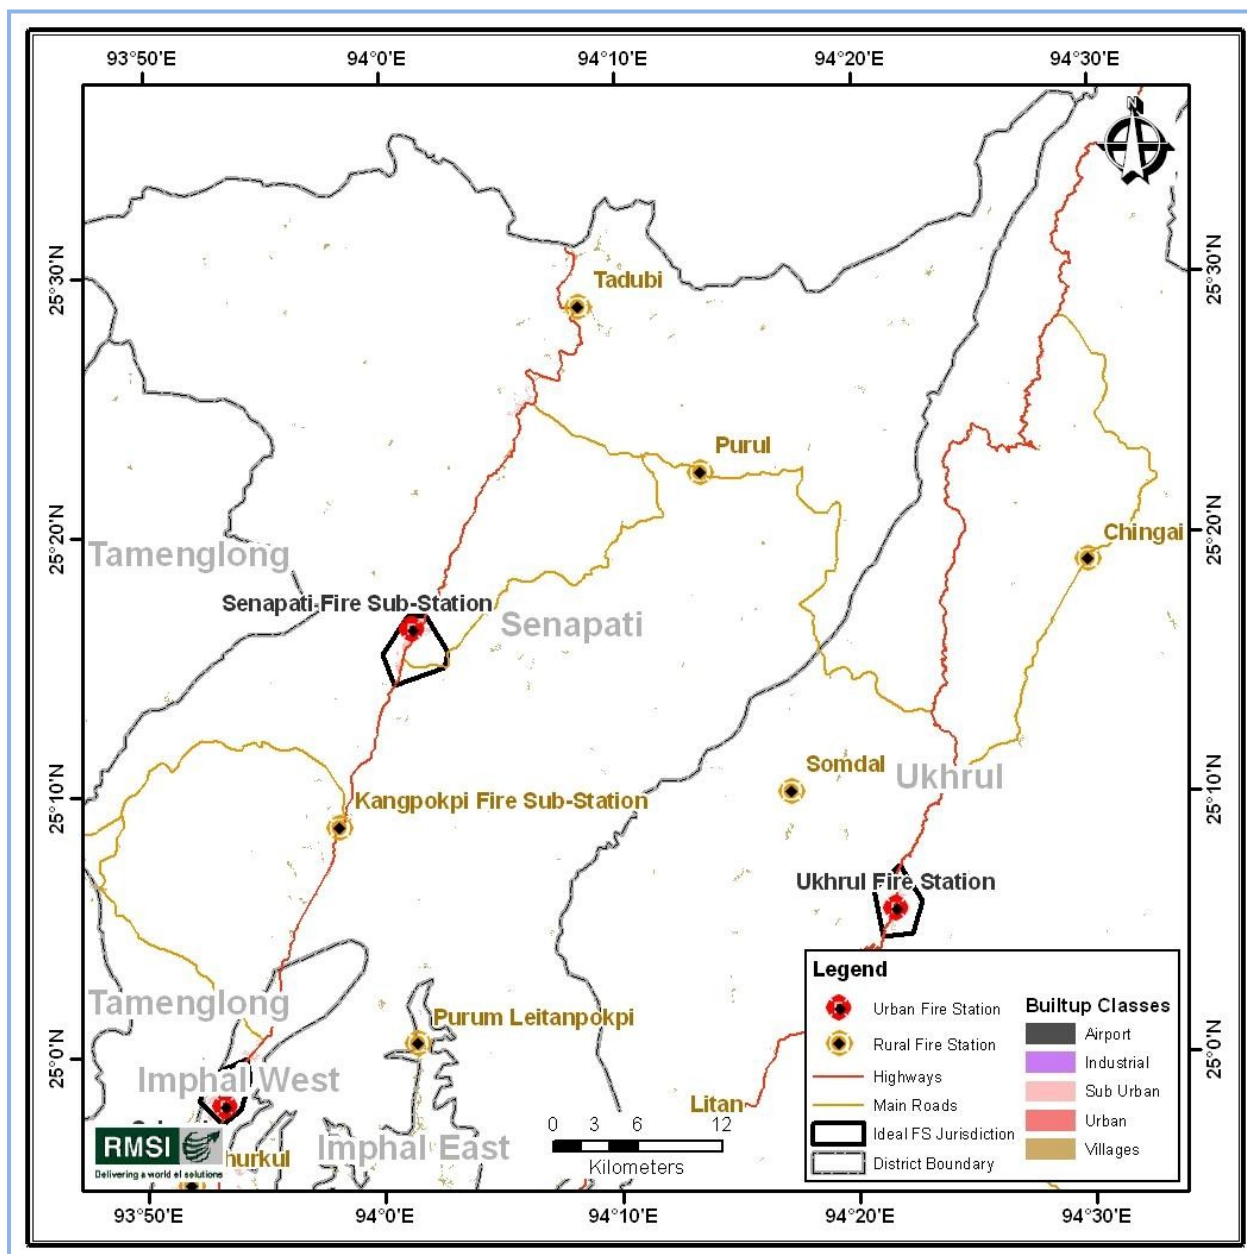 93°50'E 94°0'E 94°10'E 94°20'E 94°30'E
N
25°30'N
25°30'N
Tadubi
Purul
25°20'N
25°20'N
Chingai
Tamenglong
Senapati Fire Sub-Station
Senapati
Somdal
Ukhrul
25°10'N
25°10'N
Kangpokpi Fire Sub-Station
Ukhrul Fire Station
Tamenglong
Purum Leitanpokpi
25°0'N
25°0'N
Imphal West
Litan
Imphal East
hurkul
RMSI
Delivering a world of solutions
0 3 6 12
Kilometers
Legend
Urban Fire Station
Rural Fire Station
Highways
Main Roads
Ideal FS Jurisdiction
District Boundary
Builtup Classes
Airport
Industrial
Sub Urban
Urban
Villages
93°50'E 94°0'E 94°10'E 94°20'E 94°30'E